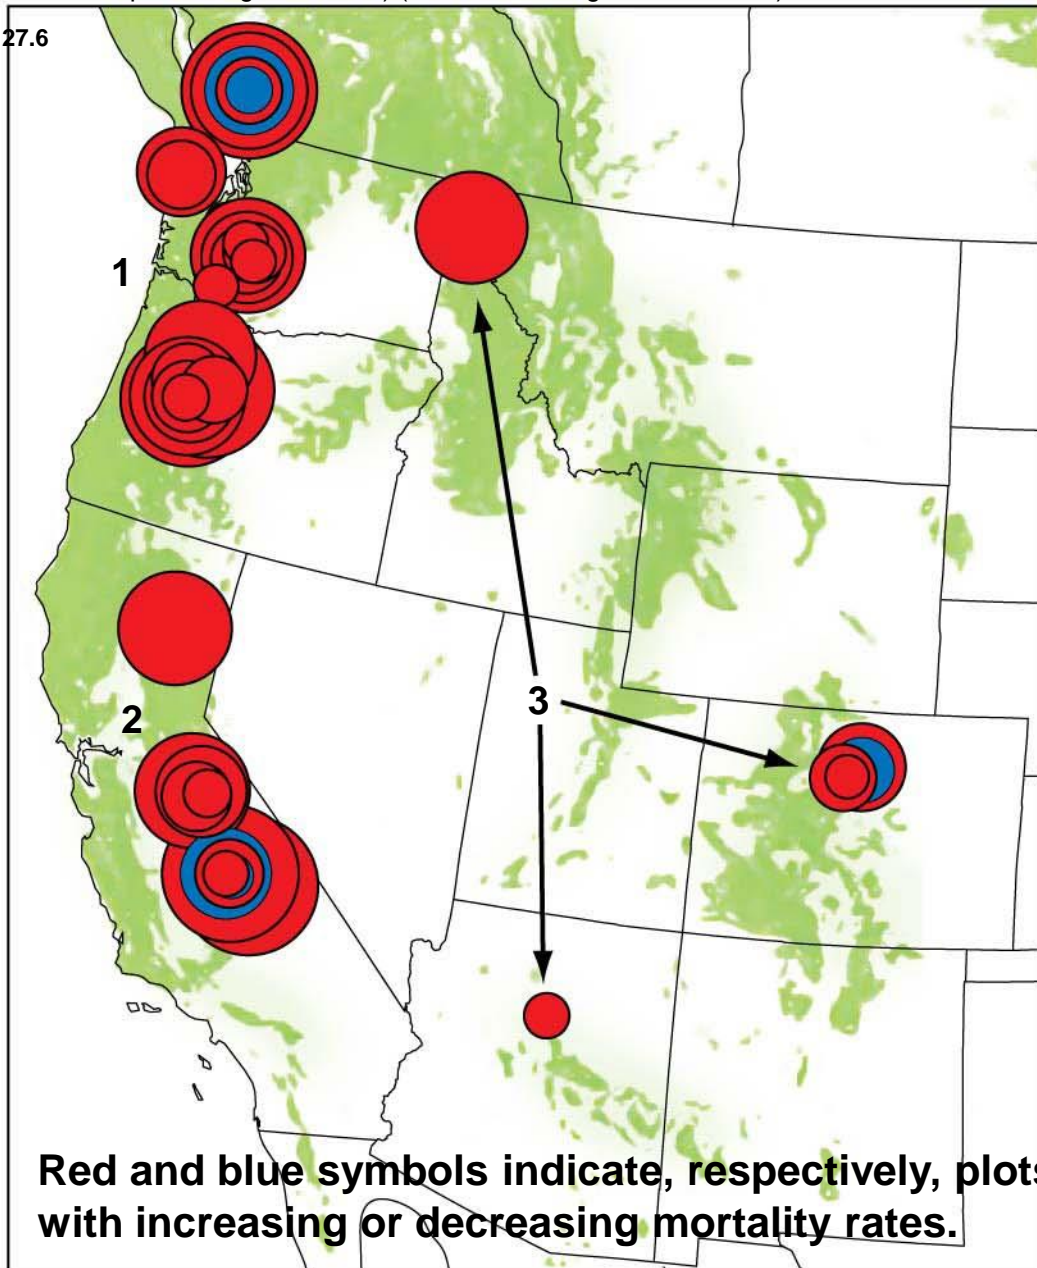 27.6
1
2
3
Red and blue symbols indicate, respectively, plots
with increasing or decreasing mortality rates.